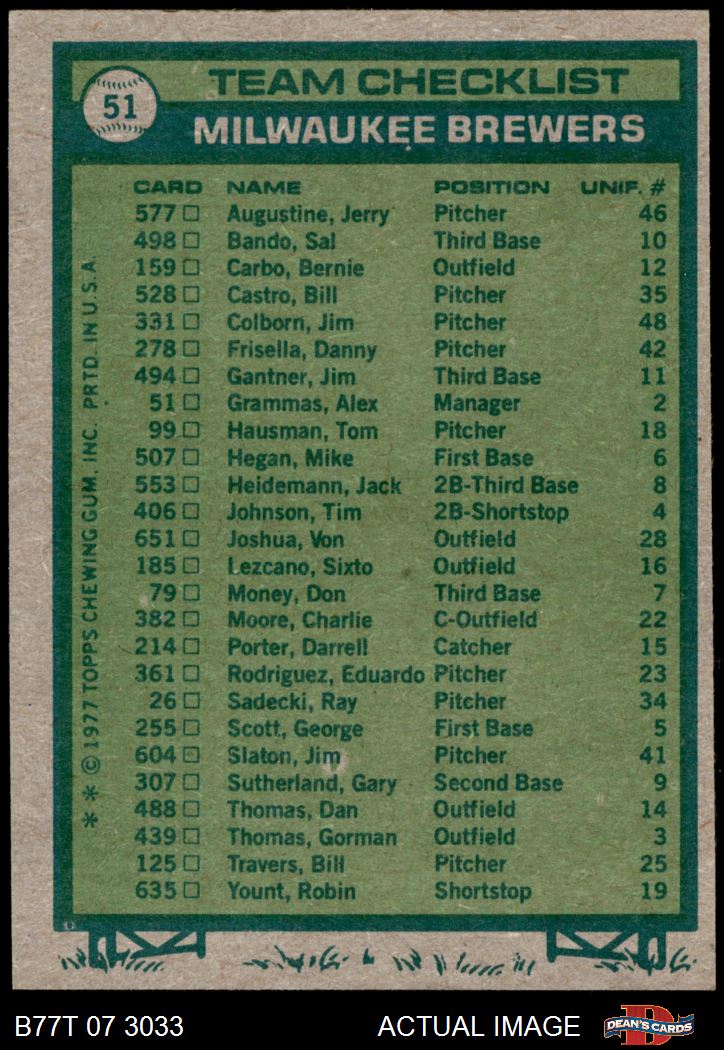 51
TEAM CHECKLIST
MILWAUKEE BREWERS
CARD NAME POSITION UNIF. #
577 Augustine, Jerry Pitcher 46
498 Bando, Sal Third Base 10
159 Carbo, Bernie Outfield 12
528 Castro, Bill Pitcher 35
331 Colborn, Jim Pitcher 48
278 Frisella, Danny Pitcher 42
494 Gantner, Jim Third Base 11
51 Grammas, Alex Manager 2
99 Hausman, Tom Pitcher 18
507 Hegan, Mike First Base 6
553 Heidemann, Jack 2B-Third Base 8
406 Johnson, Tim 2B-Shortstop 4
651 Joshua, Von Outfield 28
185 Lezcano, Sixto Outfield 16
79 Money, Don Third Base 7
382 Moore, Charlie C-Outfield 22
214 Porter, Darrell Catcher 15
361 Rodriguez, Eduardo Pitcher 23
26 Sadecki, Ray Pitcher 34
255 Scott, George First Base 5
604 Slaton, Jim Pitcher 41
307 Sutherland, Gary Second Base 9
488 Thomas, Dan Outfield 14
439 Thomas, Gorman Outfield 3
125 Travers, Bill Pitcher 25
635 Yount, Robin Shortstop 19
* * © 1977 TOPPS CHEWING GUM, INC. PRTD. IN U.S.A.
B77T 07 3033 ACTUAL IMAGE
D
DEAN'S CARDS